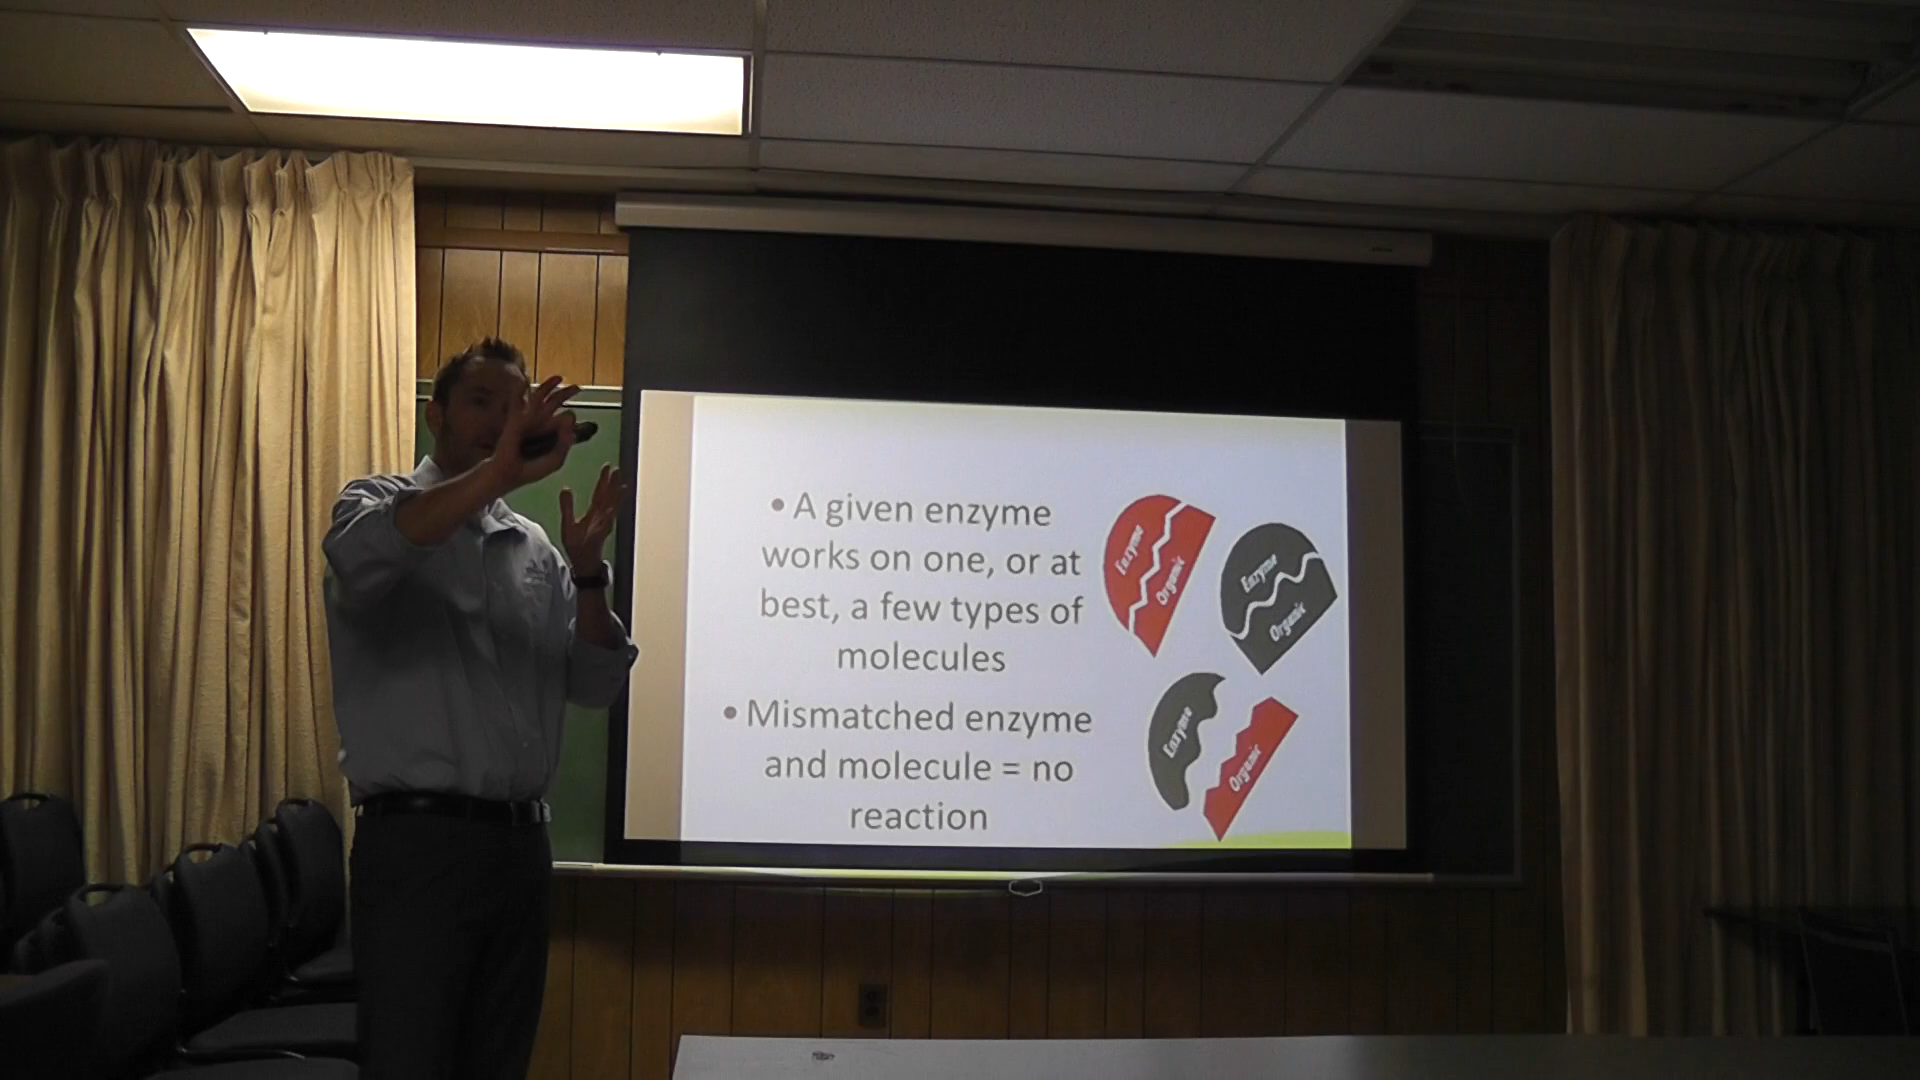 • A given enzyme
works on one, or at
best, a few types of
molecules
• Mismatched enzyme
and molecule = no
reaction
Enzyme
Organic
Enzyme
Organic
Enzyme
Organic